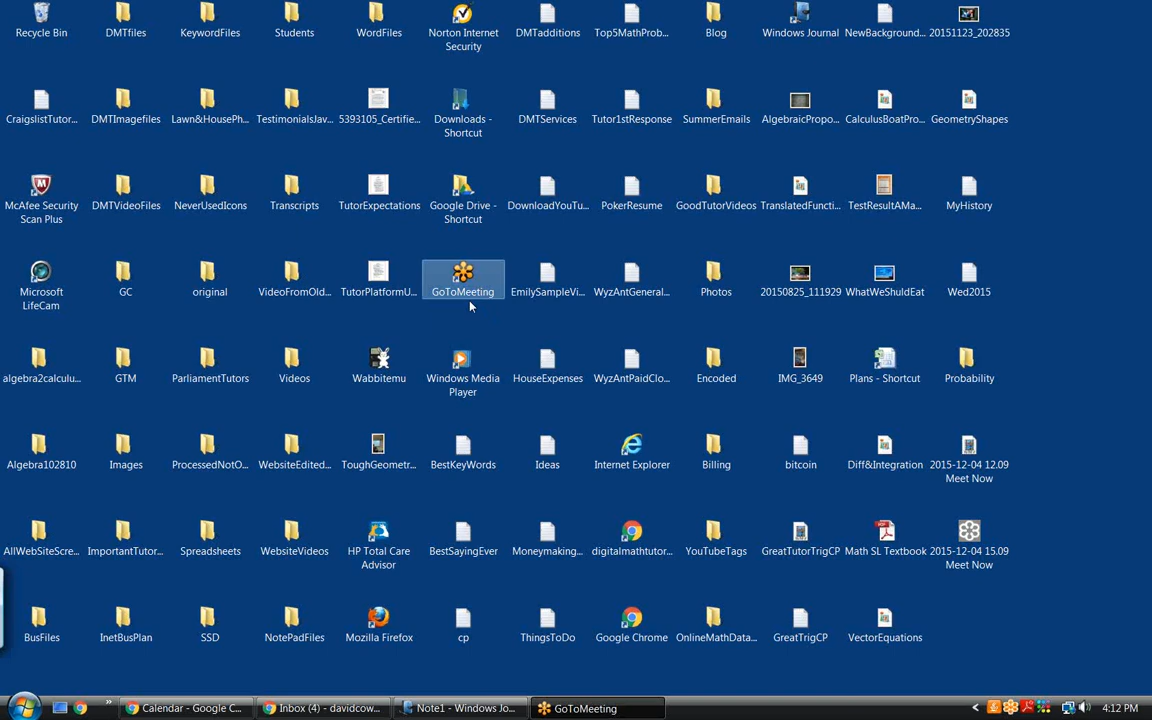 Recycle Bin
DMTfiles
KeywordFiles
Students
WordFiles
Norton Internet
Security
DMTadditions
Top5MathProb...
Blog
Windows Journal
NewBackground...
20151123_202835
CraigslistTutor...
DMTImagefiles
Lawn&HousePh...
TestimonialsJav...
5393105_Certifie...
Downloads -
Shortcut
DMTServices
Tutor1stResponse
SummerEmails
AlgebraicPropo...
CalculusBoatPro...
GeometryShapes
McAfee Security
Scan Plus
DMTVideoFiles
NeverUsedIcons
Transcripts
TutorExpectations
Google Drive -
Shortcut
DownloadYouTu...
PokerResume
GoodTutorVideos
TranslatedFuncti...
TestResultAMa...
MyHistory
Microsoft
LifeCam
GC
original
VideoFromOld...
TutorPlatformU...
GoToMeeting
EmilySampleVi...
WyzAntGeneral...
Photos
20150825_111929
WhatWeShuldEat
Wed2015
algebra2calculu...
GTM
ParliamentTutors
Videos
Wabbitemu
Windows Media
Player
HouseExpenses
WyzAntPaidClo...
Encoded
IMG_3649
Plans - Shortcut
Probability
Algebra102810
Images
ProcessedNotO...
WebsiteEdited...
ToughGeometr...
BestKeyWords
Ideas
Internet Explorer
Billing
bitcoin
Diff&Integration
2015-12-04 12.09
Meet Now
AllWebSiteScre...
ImportantTutor...
Spreadsheets
WebsiteVideos
HP Total Care
Advisor
BestSayingEver
Moneymaking...
digitalmathtutor...
YouTubeTags
GreatTutorTrigCP
Math SL Textbook
2015-12-04 15.09
Meet Now
BusFiles
InetBusPlan
SSD
NotePadFiles
Mozilla Firefox
cp
ThingsToDo
Google Chrome
OnlineMathData...
GreatTrigCP
VectorEquations
Calendar - Google C...
Inbox (4) - davidcow...
Note1 - Windows Jo...
GoToMeeting
4:12 PM